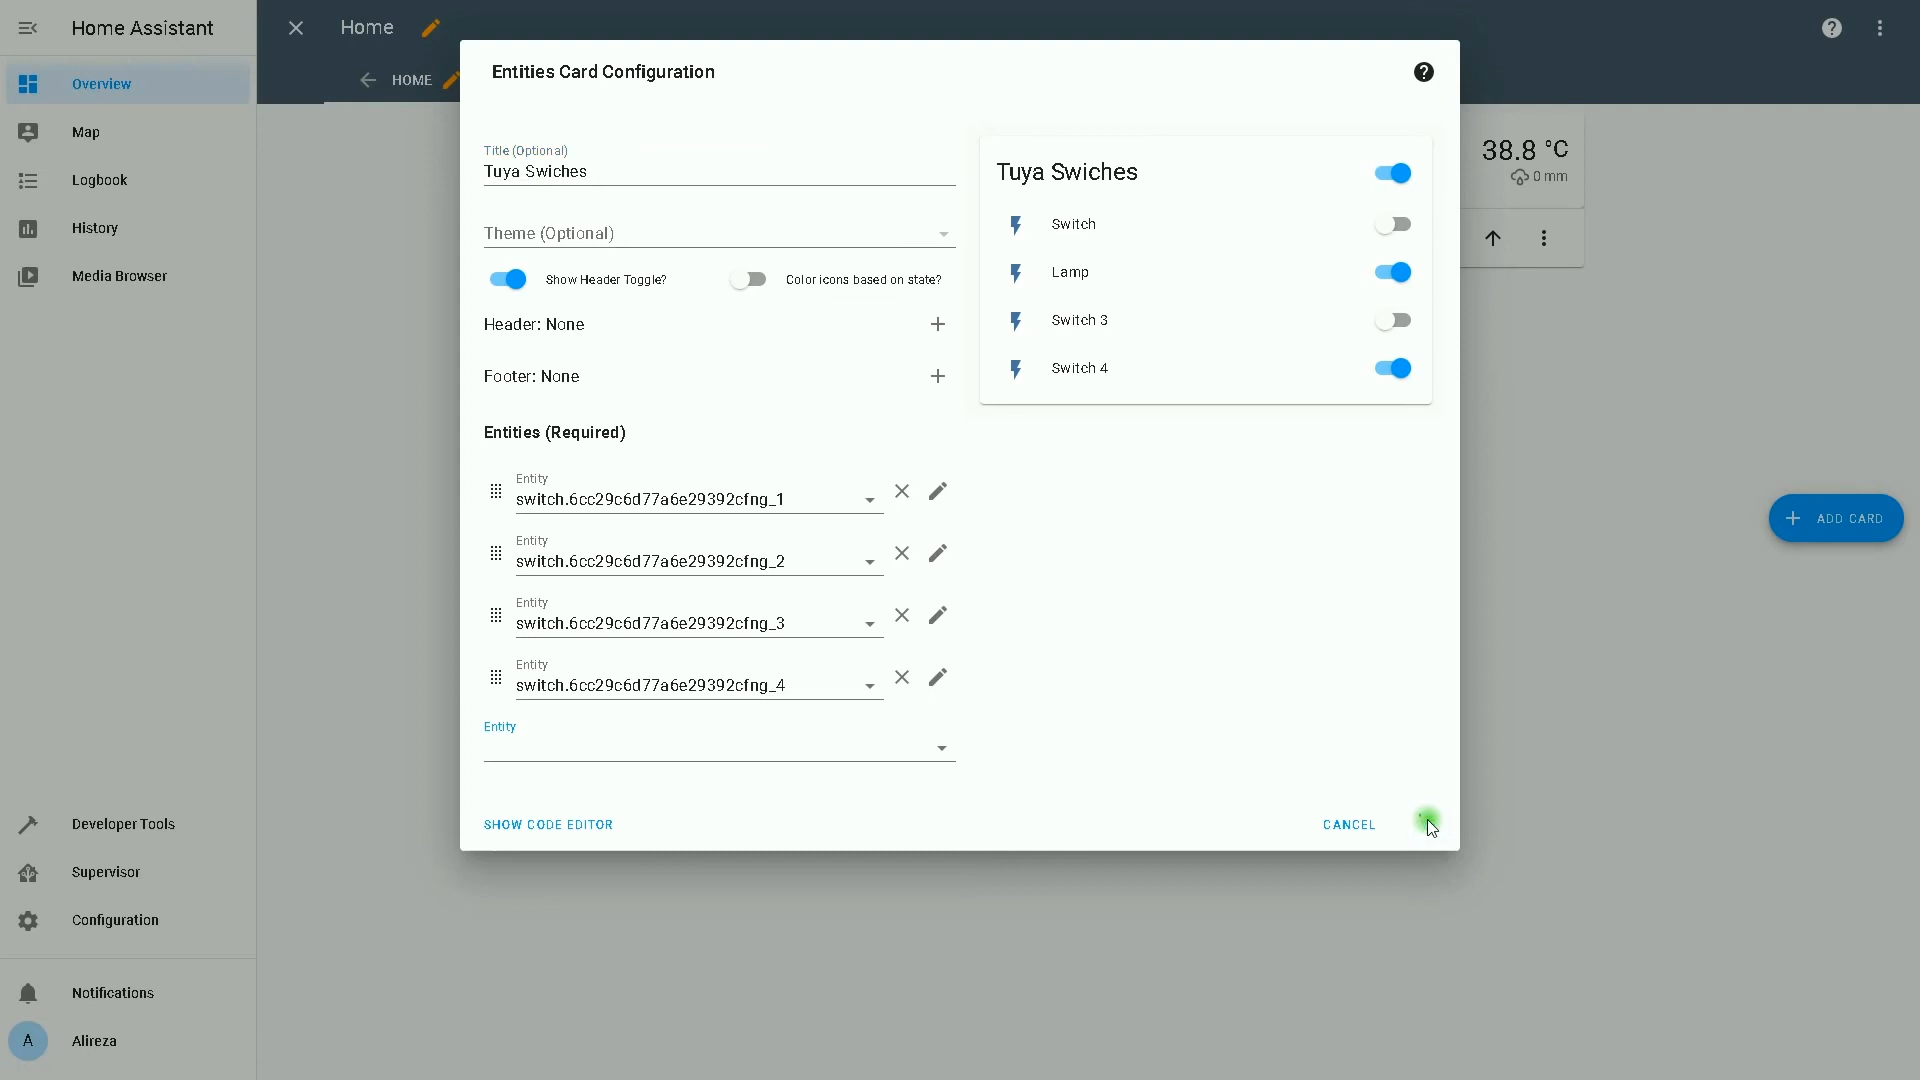 Home Assistant
Home
Overview
HOME
Map
Logbook
History
Media Browser
Developer Tools
Supervisor
Configuration
Notifications
A
Alireza
Entities Card Configuration
Title (Optional)
Tuya Swiches
Theme (Optional)
Show Header Toggle?
Color icons based on state?
Header: None
Footer: None
Entities (Required)
Entity
switch.6cc29c6d77a6e29392cfng_1
Entity
switch.6cc29c6d77a6e29392cfng_2
Entity
switch.6cc29c6d77a6e29392cfng_3
Entity
switch.6cc29c6d77a6e29392cfng_4
Entity
SHOW CODE EDITOR
CANCEL
Tuya Swiches
Switch
Lamp
Switch 3
Switch 4
38.8 °C
0 mm
ADD CARD